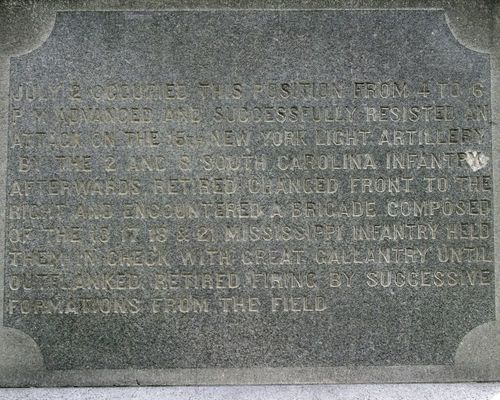 JULY 2 OCCUPIED THIS POSITION FROM 4 TO 6
P.M. ADVANCED AND SUCCESSFULLY RESISTED AN
ATTACK ON THE 15TH NEW YORK LIGHT ARTILLERY
BY THE 2 AND 8 SOUTH CAROLINA INFANTRY
AFTERWARDS RETIRED CHANGED FRONT TO THE
RIGHT AND ENCOUNTERED A BRIGADE COMPOSED
OF THE 13 17 18 & 21 MISSISSIPPI INFANTRY HELD
THEM IN CHECK WITH GREAT GALLANTRY UNTIL
OUTFLANKED, RETIRED FIRING BY SUCCESSIVE
FORMATIONS FROM THE FIELD